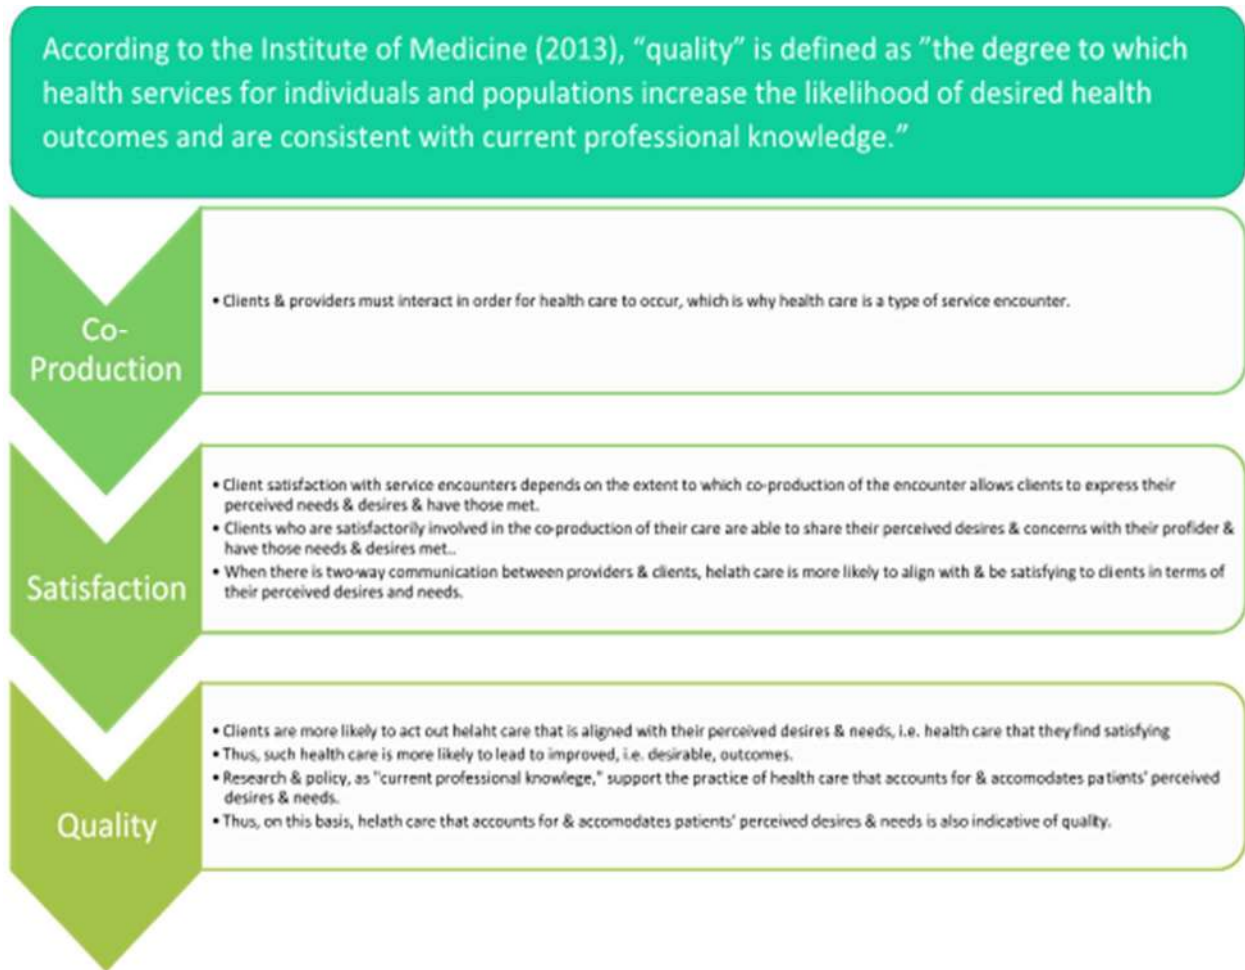 According to the Institute of Medicine (2013), “quality” is defined as ”the degree to which
health services for individuals and populations increase the likelihood of desired health
outcomes and are consistent with current professional knowledge.”
Co-
Production
• Clients & providers must interact in order for health care to occur, which is why health care is a type of service encounter.
Satisfaction
• Client satisfaction with service encounters depends on the extent to which co-production of the encounter allows clients to express their
perceived needs & desires & have those met.
• Clients who are satisfactorily involved in the co-production of their care are able to share their perceived desires & concerns with their profider &
have those needs & desires met..
• When there is two-way communication between providers & clients, helath care is more likely to align with & be satisfying to clients in terms of
their perceived desires and needs.
Quality
• Clients are more likely to act out helaht care that is aligned with their perceived desires & needs, i.e. health care that they find satisfying
• Thus, such health care is more likely to lead to improved, i.e. desirable, outcomes.
• Research & policy, as "current professional knowlege," support the practice of health care that accounts for & accomodates patients' perceived
desires & needs.
• Thus, on this basis, helath care that accounts for & accomodates patients' perceived desires & needs is also indicative of quality.